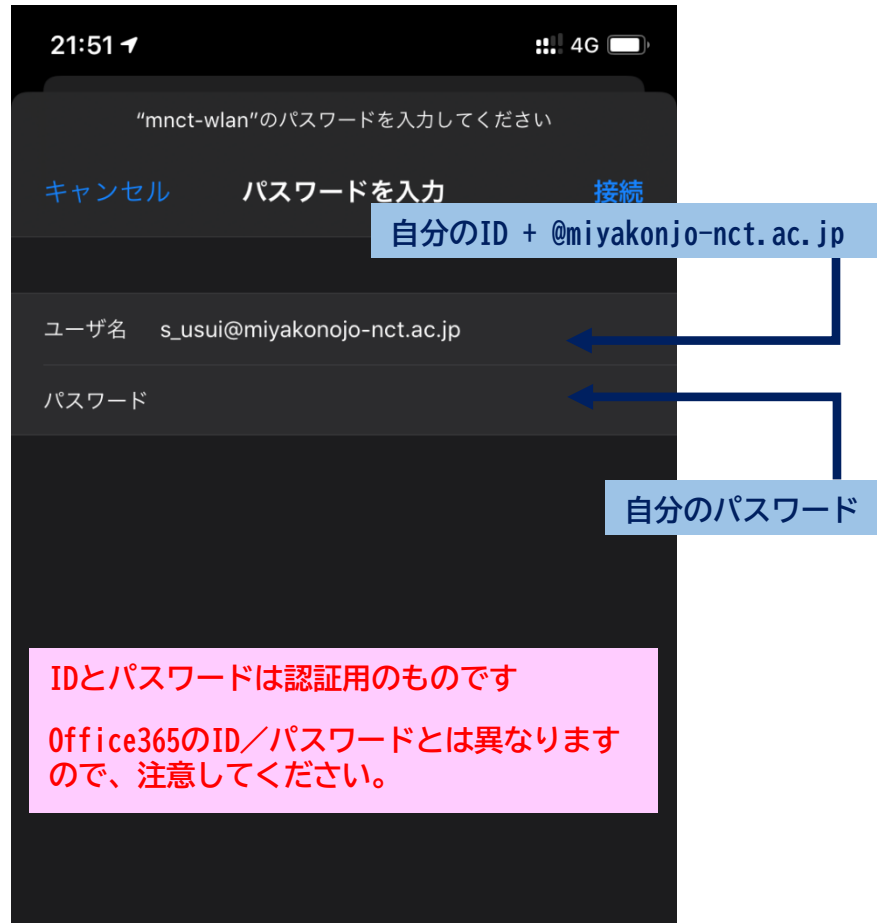 21:51
4G
“mnct-wlan”のパスワードを入力してください
キャンセル パスワードを入力 接続
自分のID + @miyakonjo-nct.ac.jp
ユーザ名 s_usui@miyakonojo-nct.ac.jp
パスワード
自分のパスワード
IDとパスワードは認証用のものです
Office365のID／パスワードとは異なります
ので、注意してください。